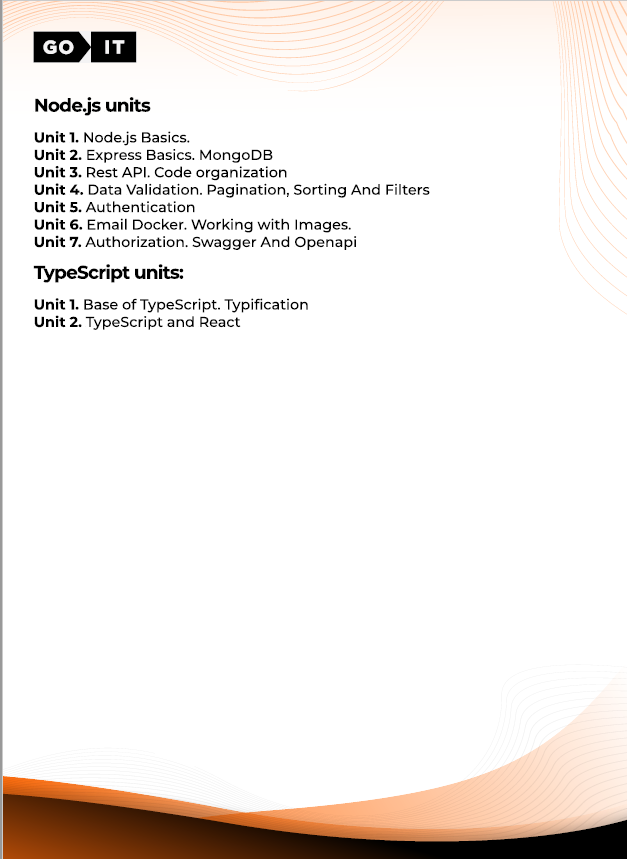 GO IT
Node.js units
Unit 1. Node.js Basics.
Unit 2. Express Basics. MongoDB
Unit 3. Rest API. Code organization
Unit 4. Data Validation. Pagination, Sorting And Filters
Unit 5. Authentication
Unit 6. Email Docker. Working with Images.
Unit 7. Authorization. Swagger And Openapi
TypeScript units:
Unit 1. Base of TypeScript. Typification
Unit 2. TypeScript and React